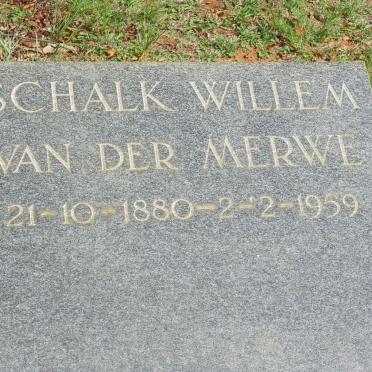 SCHALK WILLEM
VAN DER MERWE
21-10-1880-2-2-1959